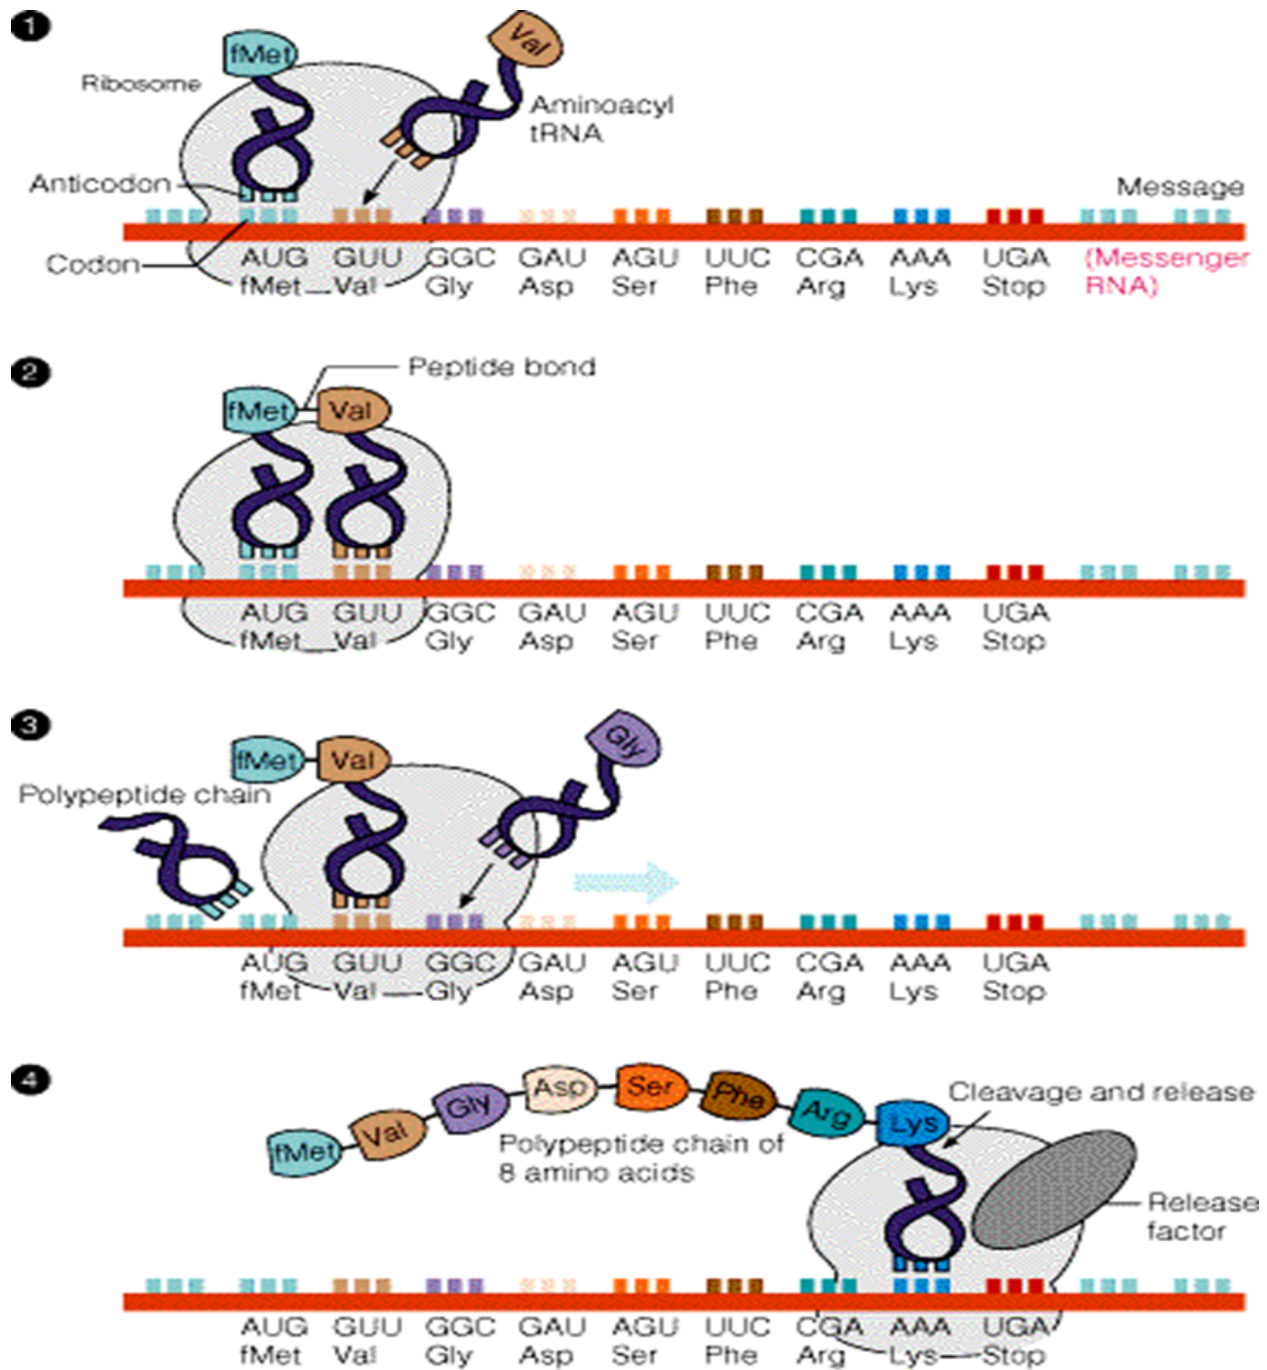 1
fMet
Val
Ribosome
Aminoacyl
tRNA
Anticodon
Message
Codon
AUG GUU GGC GAU AGU UUC CGA AAA UGA (Messenger
fMet Val Gly Asp Ser Phe Arg Lys Stop RNA)
2
Peptide bond
fMet Val
AUG GUU GGC GAU AGU UUC CGA AAA UGA
fMet Val Gly Asp Ser Phe Arg Lys Stop
3
Gly
fMet Val
Polypeptide chain
AUG GUU GGC GAU AGU UUC CGA AAA UGA
fMet Val Gly Asp Ser Phe Arg Lys Stop
4
fMet Val Gly Asp Ser Phe Arg Lys
Cleavage and release
Polypeptide chain of
8 amino acids
Release
factor
AUG GUU GGC GAU AGU UUC CGA AAA UGA
fMet Val Gly Asp Ser Phe Arg Lys Stop